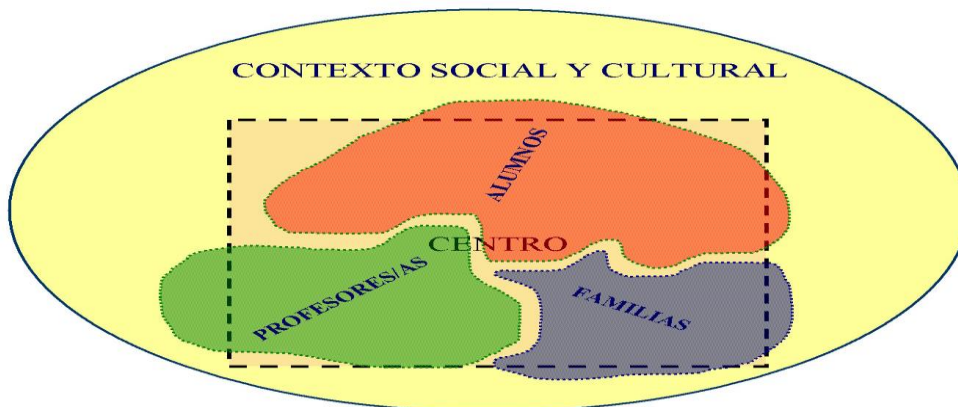 CONTEXTO SOCIAL Y CULTURAL
ALUMNOS
CENTRO
PROFESORES/AS
FAMILIAS